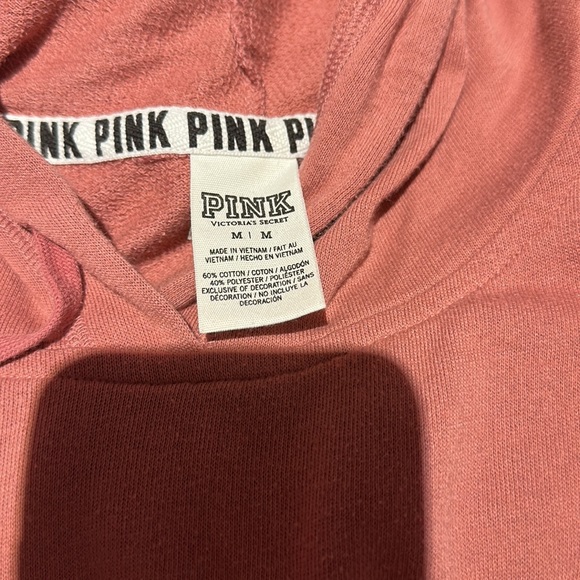 PINK PINK PINK PI
PINK
VICTORIA'S SECRET
M | M
MADE IN VIETNAM / FAIT AU
VIETNAM / HECHO EN VIETNAM
60% COTTON / COTON / ALGODÓN
40% POLYESTER / POLIÉSTER
EXCLUSIVE OF DECORATION / SANS
DÉCORATION / NO INCLUYE LA
DECORACIÓN